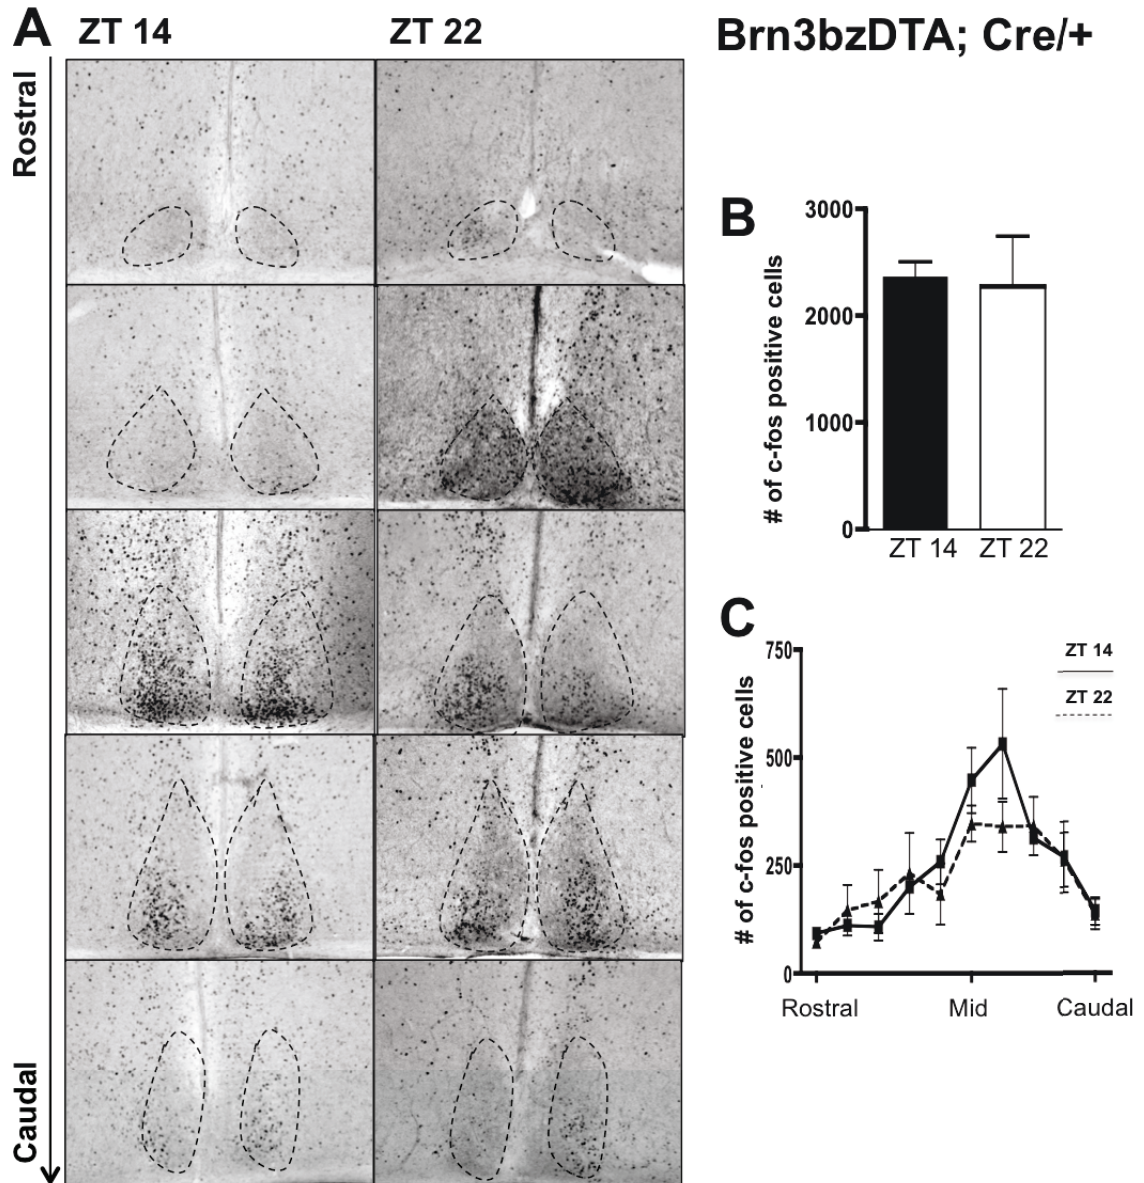 A ZT 14 ZT 22 Brn3bzDTA; Cre/+
Rostral
Caudal
B
# of c-fos positive cells
3000
2000
1000
0
ZT 14 ZT 22
C
# of c-fos positive cells
750
500
250
0
ZT 14
ZT 22
Rostral Mid Caudal